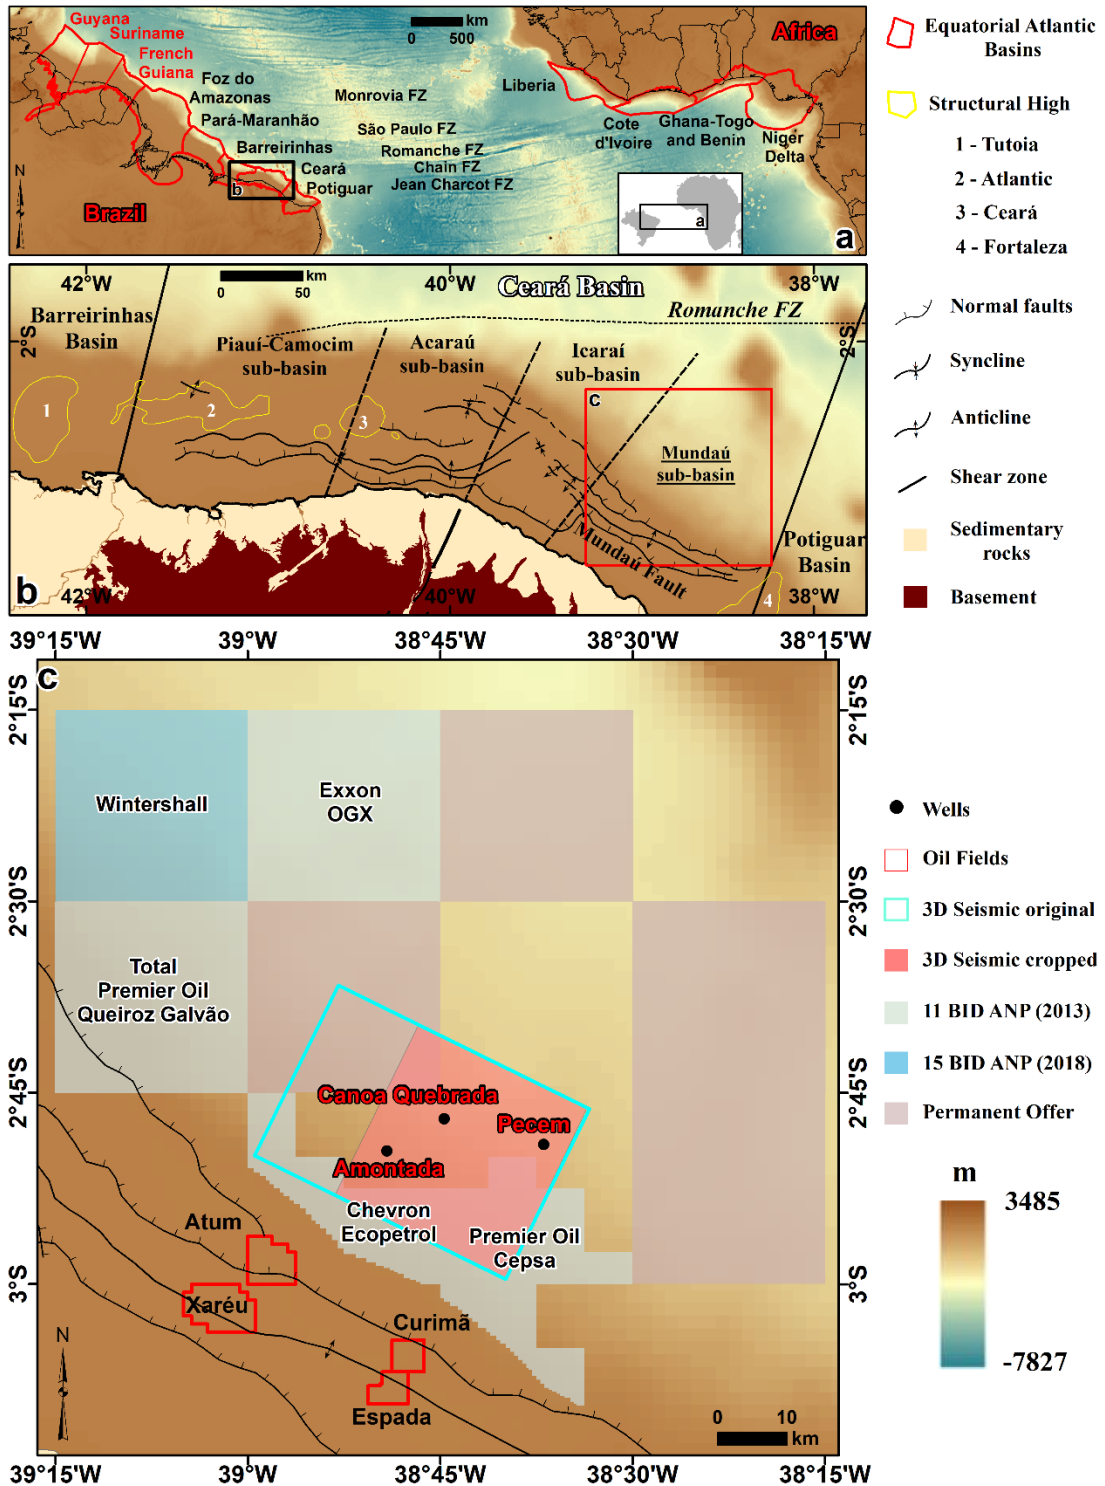 Guyana
Suriname
French
Guiana
Foz do
Amazonas
Pará-Maranhão
Barreirinhas
Ceará
Potiguar
Brazil
N
b
km
0 500
Monrovia FZ
São Paulo FZ
Romanche FZ
Chain FZ
Jean Charcot FZ
Africa
Liberia
Cote
d'Ivoire
Ghana-Togo
and Benin
Niger
Delta
a
a
Equatorial Atlantic
Basins
Structural High
1 - Tutoia
2 - Atlantic
3 - Ceará
4 - Fortaleza
Normal faults
Syncline
Anticline
Shear zone
Sedimentary
rocks
Basement
42°W
km
0 50
40°W
Ceará Basin
38°W
Romanche FZ
2°S
2°S
Barreirinhas
Basin
Piauí-Camocim
sub-basin
Acaraú
sub-basin
Icaraí
sub-basin
c
Mundaú
sub-basin
1
2
3
4
Mundaú Fault
Potiguar
Basin
b
42°W
40°W
38°W
39°15'W 39°W 38°45'W 38°30'W 38°15'W
c
2°15'S
2°15'S
Wintershall
Exxon
OGX
2°30'S
2°30'S
Total
Premier Oil
Queiroz Galvão
2°45'S
2°45'S
Canoa Quebrada
Pecem
Amontada
Chevron
Ecopetrol
Premier Oil
Cepsa
Atum
3°S
3°S
Xaréu
Curimã
Espada
N
0 10
km
39°15'W 39°W 38°45'W 38°30'W 38°15'W
Wells
Oil Fields
3D Seismic original
3D Seismic cropped
11 BID ANP (2013)
15 BID ANP (2018)
Permanent Offer
m
3485
-7827